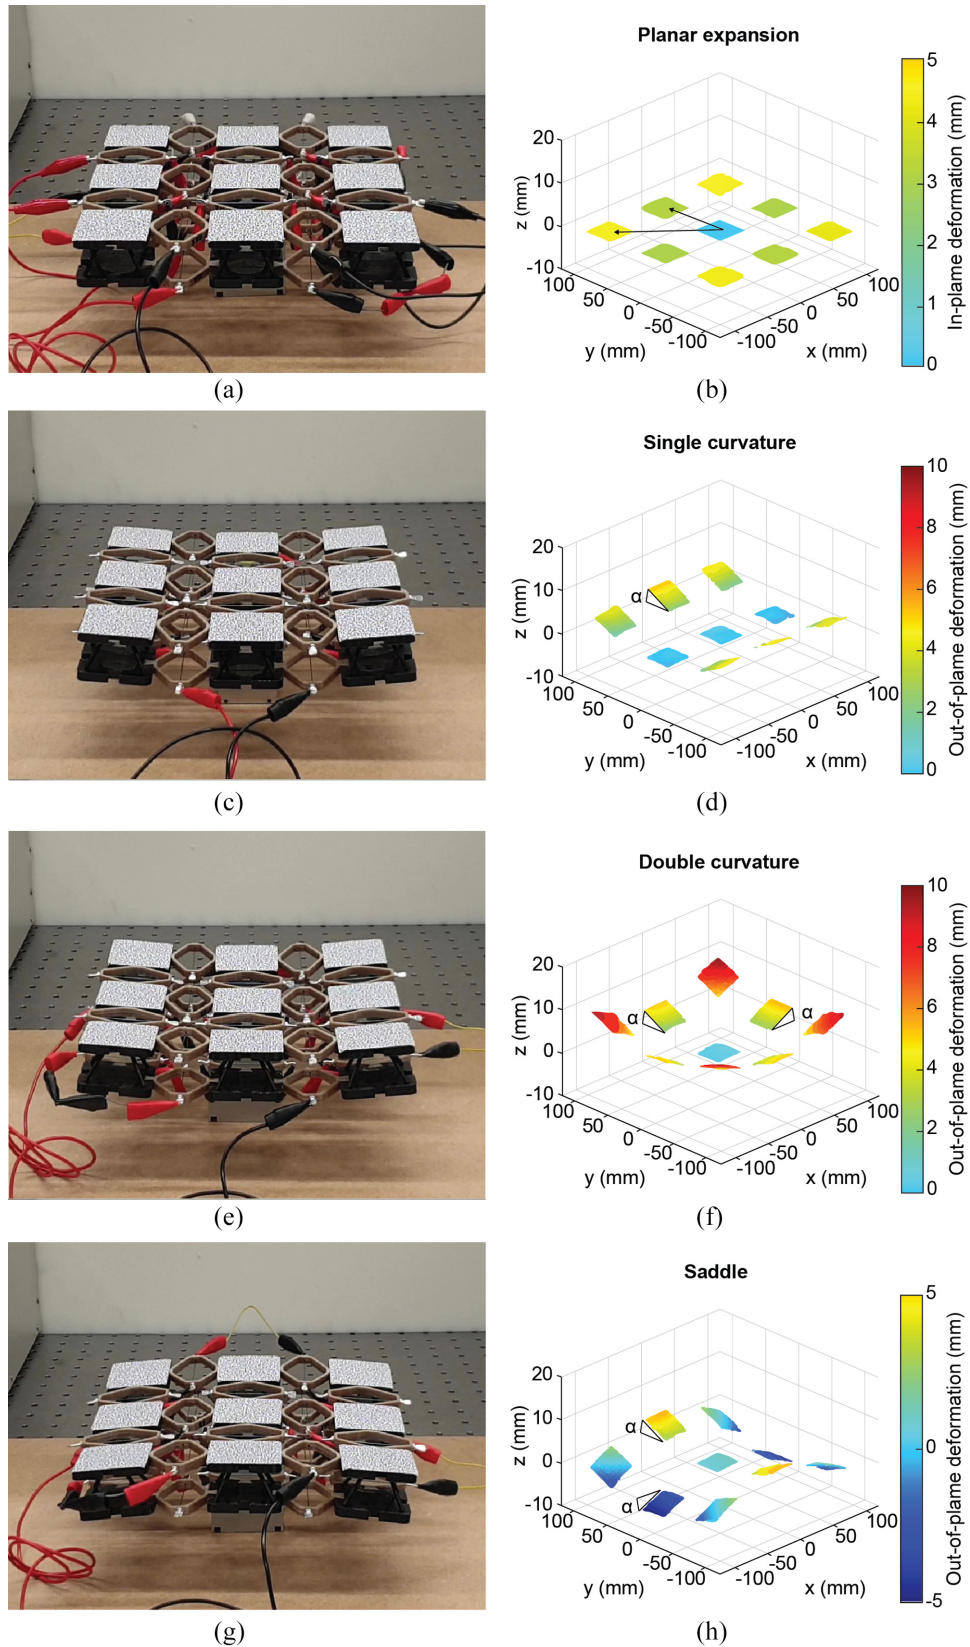 Planar expansion
20
10
0
-10
z (mm)
100
50
0
-50
-100
y (mm)
-100
-50
0
50
100
x (mm)
5
4
3
2
1
0
In-plame deformation (mm)
(a)
(b)
Single curvature
20
10
0
-10
z (mm)
α
100
50
0
-50
-100
y (mm)
-100
-50
0
50
100
x (mm)
10
8
6
4
2
0
Out-of-plame deformation (mm)
(c)
(d)
Double curvature
20
10
0
-10
z (mm)
α
α
100
50
0
-50
-100
y (mm)
-100
-50
0
50
100
x (mm)
10
8
6
4
2
0
Out-of-plame deformation (mm)
(e)
(f)
Saddle
20
10
0
-10
z (mm)
α
α
100
50
0
-50
-100
y (mm)
-100
-50
0
50
100
x (mm)
5
0
-5
Out-of-plame deformation (mm)
(g)
(h)